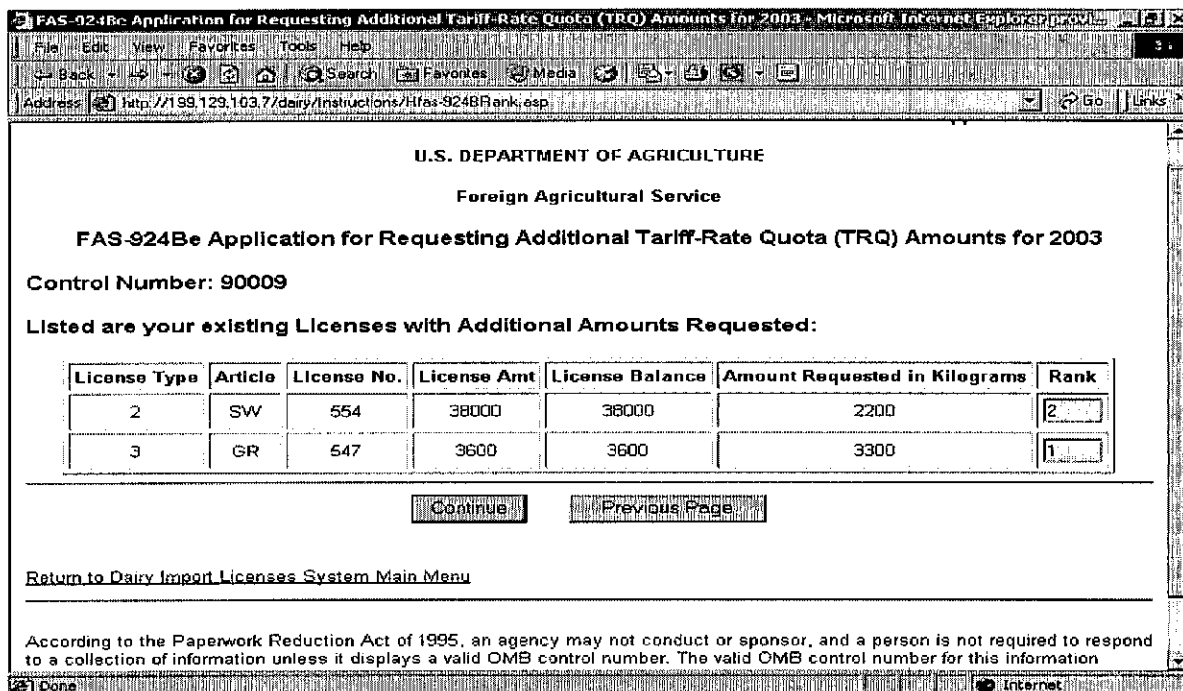 FAS-924Be Application for Requesting Additional Tariff-Rate Quota (TRQ) Amounts for 2003 - Microsoft Internet Explorer provi...
File Edit View Favorites Tools Help
Back Search Favorites Media
Address http://199.129.103.7/dairy/Instructions/Hfas-924BRank.asp Go Links
U.S. DEPARTMENT OF AGRICULTURE
Foreign Agricultural Service
FAS-924Be Application for Requesting Additional Tariff-Rate Quota (TRQ) Amounts for 2003
Control Number: 90009
Listed are your existing Licenses with Additional Amounts Requested:
License Type Article License No. License Amt License Balance Amount Requested in Kilograms Rank
2 SW 554 38000 38000 2200 2
3 GR 547 3600 3600 3300 1
Continue Previous Page
Return to Dairy Import Licenses System Main Menu
According to the Paperwork Reduction Act of 1995, an agency may not conduct or sponsor, and a person is not required to respond
to a collection of information unless it displays a valid OMB control number. The valid OMB control number for this information
Done Internet